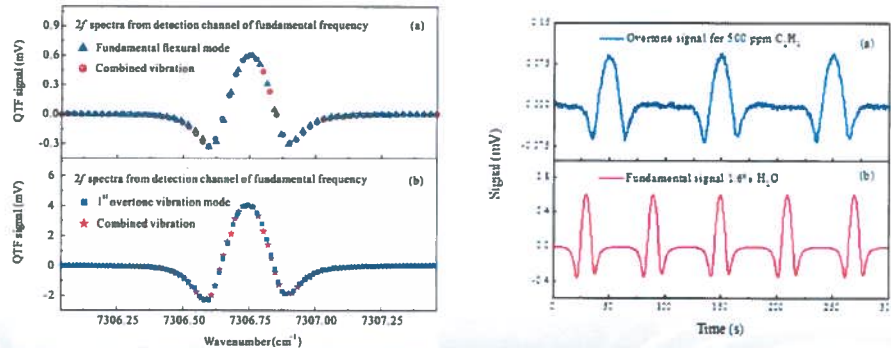 2f spectra from detection channel of fundamental frequency
(a)
Fundamental flexural mode
Combined vibration
QTF signal (mV)
0.9
0.6
0.3
0.0
-0.3
2f spectra from detection channel of fundamental frequency
(b)
1st overtone vibration mode
Combined vibration
QTF signal (mV)
6
4
2
0
-2
7306.25 7306.50 7306.75 7307.00 7307.25
Wavenumber(cm-1)
Overtone signal for 500 ppm
(a)
Signal (mV)
Fundamental signal 1.6% H2O
(b)
Time (s)